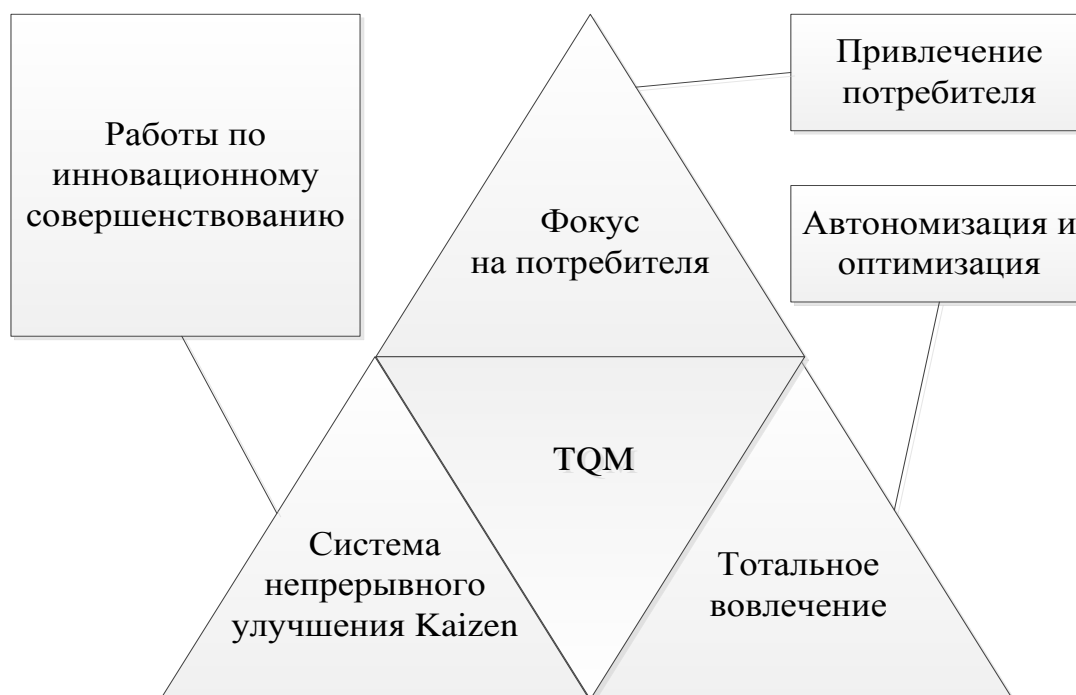 Работы по
инновационному
совершенствованию
Привлечение
потребителя
Автономизация и
оптимизация
Фокус
на потребителя
TQM
Система
непрерывного
улучшения Kaizen
Тотальное
вовлечение